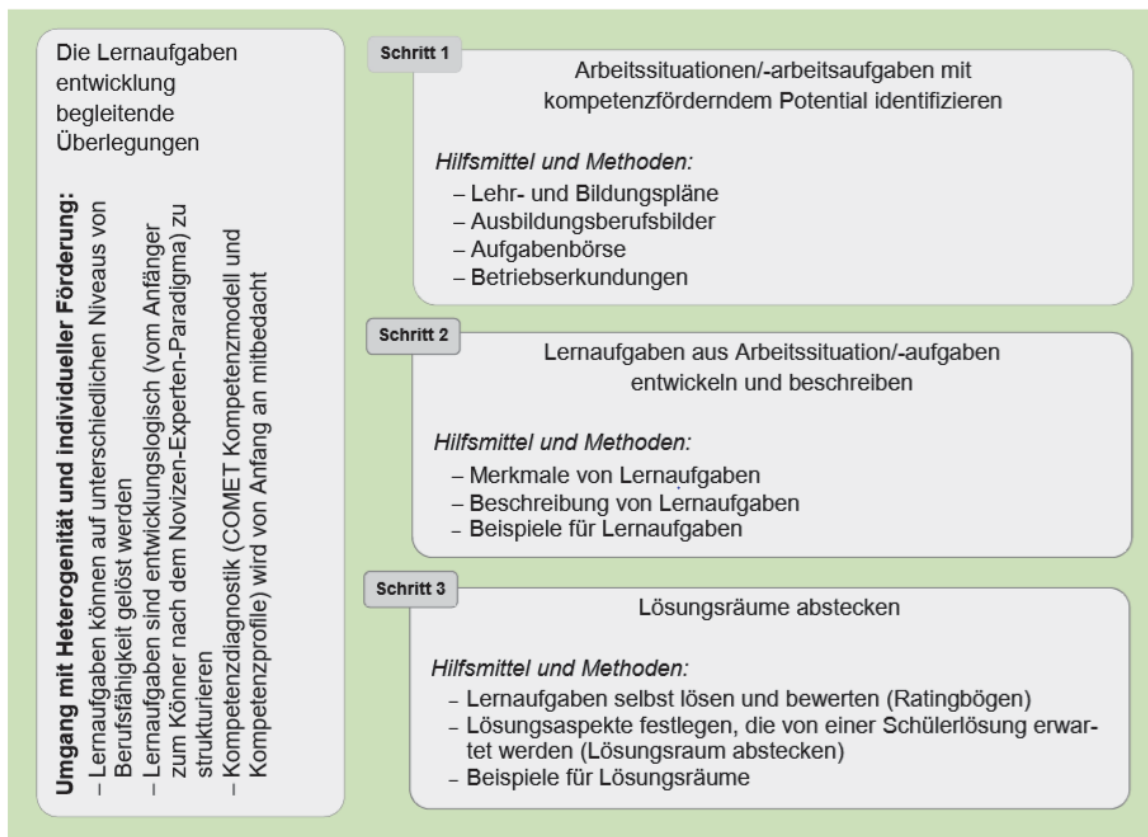 Die Lernaufgaben
entwicklung
begleitende
Überlegungen
Umgang mit Heterogenität und individueller Förderung:
– Lernaufgaben können auf unterschiedlichen Niveaus von
Berufsfähigkeit gelöst werden
– Lernaufgaben sind entwicklungslogisch (vom Anfänger
zum Könner nach dem Novizen-Experten-Paradigma) zu
strukturieren
– Kompetenzdiagnostik (COMET Kompetenzmodell und
Kompetenzprofile) wird von Anfang an mitbedacht
Schritt 1
Arbeitssituationen/-arbeitsaufgaben mit
kompetenzförderndem Potential identifizieren
Hilfsmittel und Methoden:
– Lehr- und Bildungspläne
– Ausbildungsberufsbilder
– Aufgabenbörse
– Betriebserkundungen
Schritt 2
Lernaufgaben aus Arbeitssituation/-aufgaben
entwickeln und beschreiben
Hilfsmittel und Methoden:
– Merkmale von Lernaufgaben
– Beschreibung von Lernaufgaben
– Beispiele für Lernaufgaben
Schritt 3
Lösungsräume abstecken
Hilfsmittel und Methoden:
– Lernaufgaben selbst lösen und bewerten (Ratingbögen)
– Lösungsaspekte festlegen, die von einer Schülerlösung erwar-
tet werden (Lösungsraum abstecken)
– Beispiele für Lösungsräume